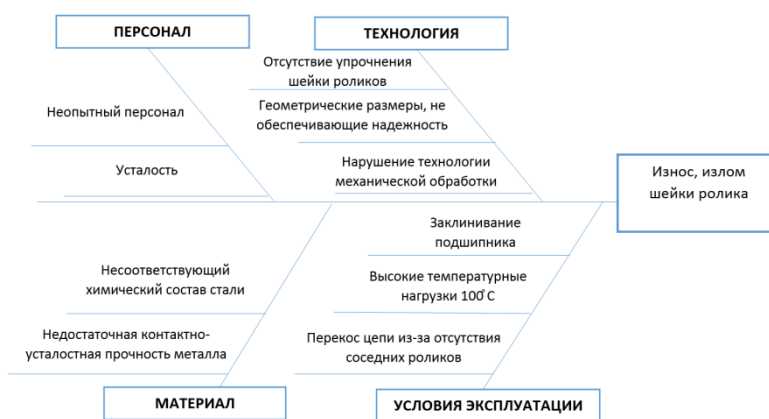 ПЕРСОНАЛ
ТЕХНОЛОГИЯ
Отсутствие упрочнения
шейки роликов
Неопытный персонал
Геометрические размеры, не
обеспечивающие надежность
Усталость
Нарушение технологии
механической обработки
Износ, излом
шейки ролика
Заклинивание
подшипника
Несоответствующий
химический состав стали
Высокие температурные
нагрузки 100°С
Недостаточная контактно-
усталостная прочность металла
Перекос цепи из-за отсутствия
соседних роликов
МАТЕРИАЛ
УСЛОВИЯ ЭКСПЛУАТАЦИИ